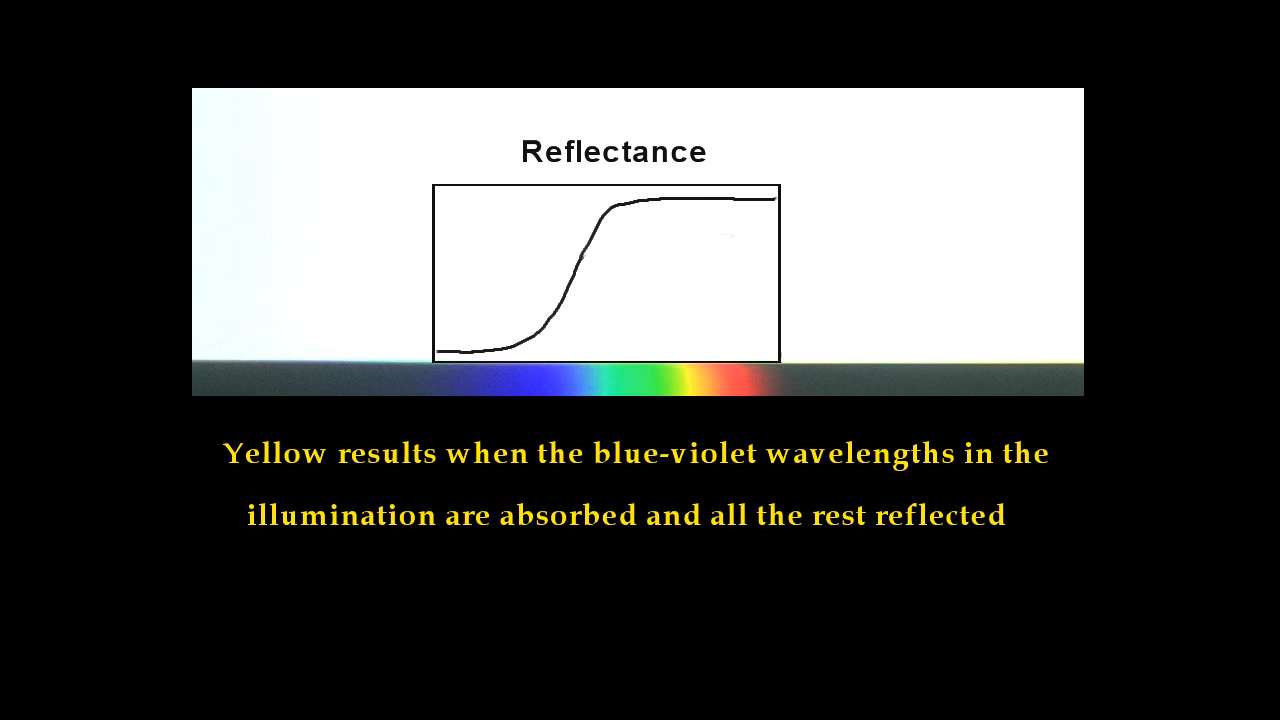 Reflectance
Yellow results when the blue-violet wavelengths in the
illumination are absorbed and all the rest reflected